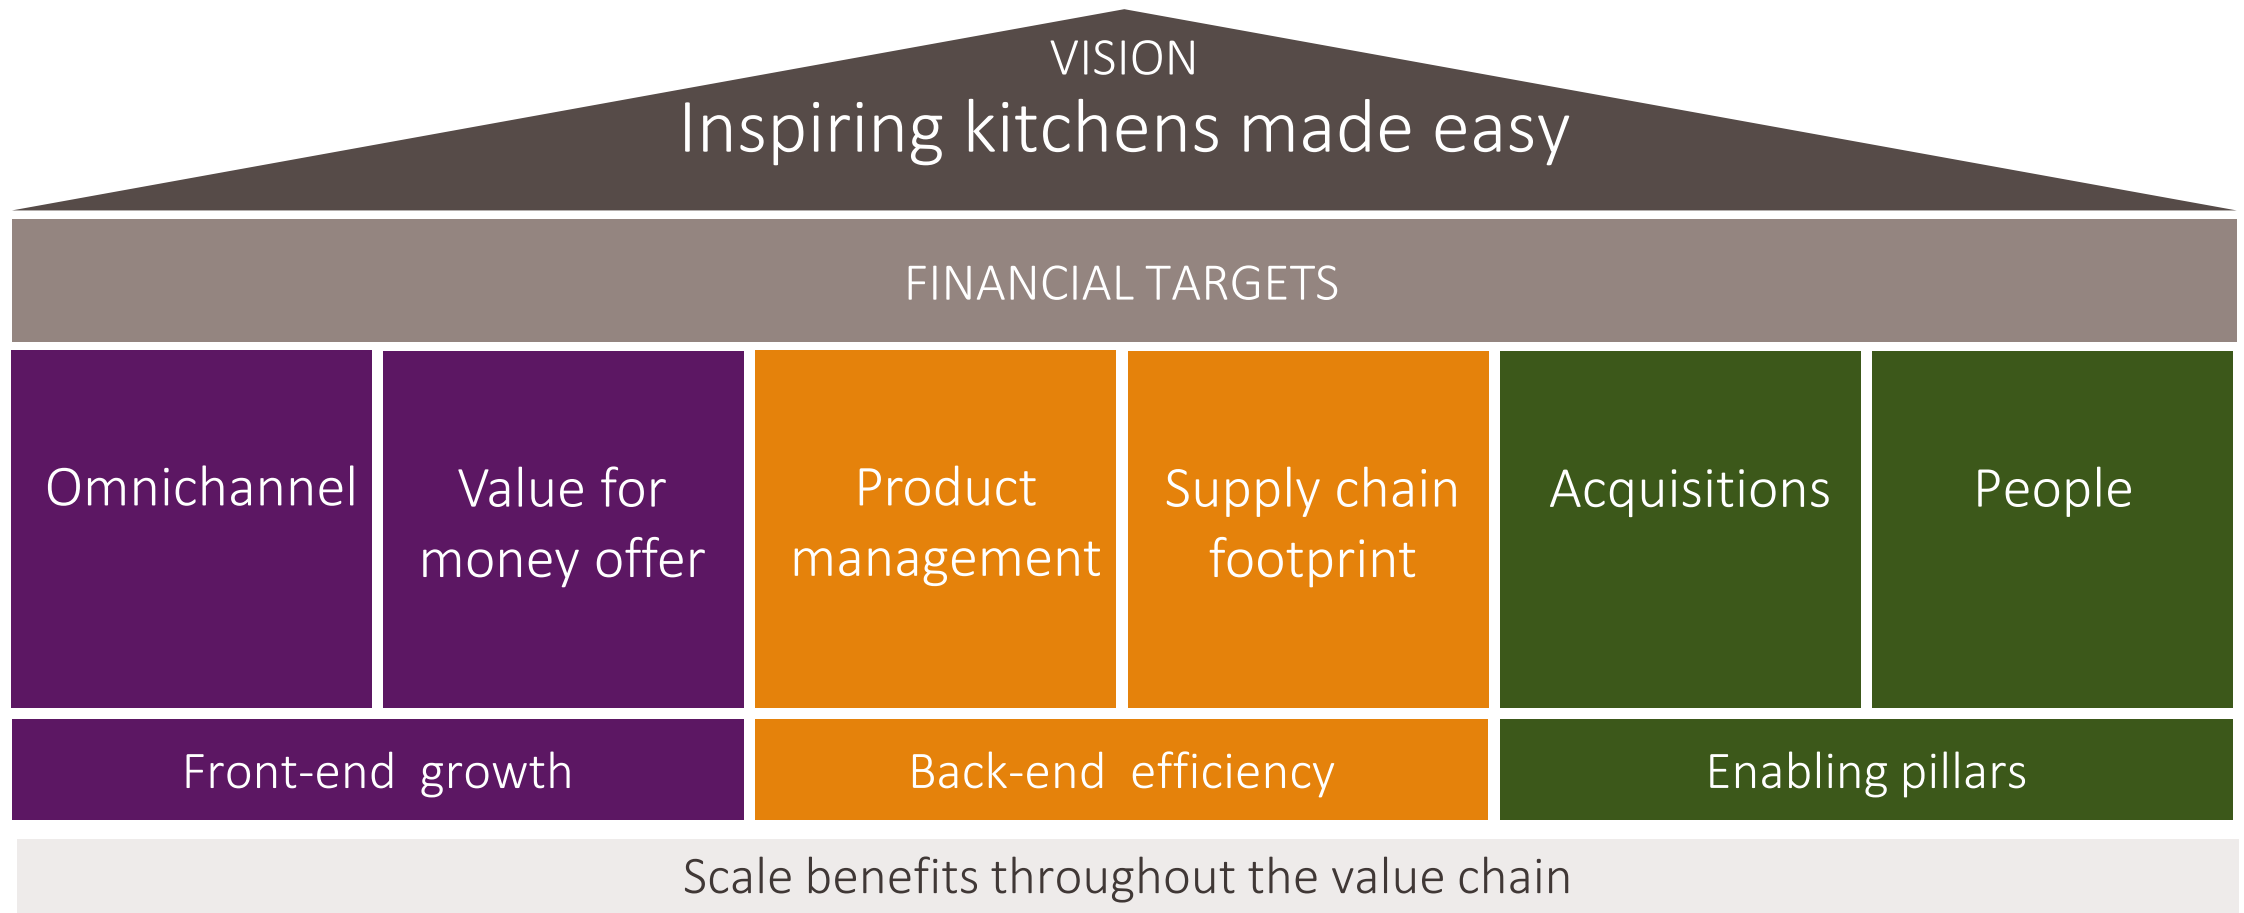 VISION
Inspiring kitchens made easy
FINANCIAL TARGETS
Omnichannel
Value for
money offer
Product
management
Supply chain
footprint
Acquisitions
People
Front-end growth
Back-end efficiency
Enabling pillars
Scale benefits throughout the value chain